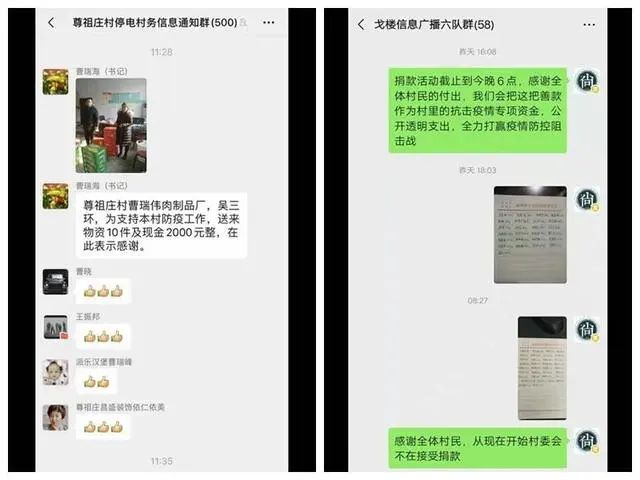 尊祖庄村停电村务信息通知群(500)
11:28
曹瑞海（书记）
曹瑞海（书记）
尊祖庄村曹瑞伟肉制品厂，吴三
环，为支持本村防疫工作，送来
物资10件及现金2000元整，在
此表示感谢。
曹晓
王振邦
派乐汉堡曹瑞峰
尊祖庄昌盛装饰依仁依美
11:35
戈楼信息广播六队群(58)
昨天 16:08
捐款活动截止到今晚6点，感谢全
体村民的付出，我们会把这把善款
作为村里的抗击疫情专项资金，公
开透明支出，全力打赢疫情防控阻
击战
昨天 18:03
08:27
感谢全体村民，从现在开始村委会
不在接受捐款